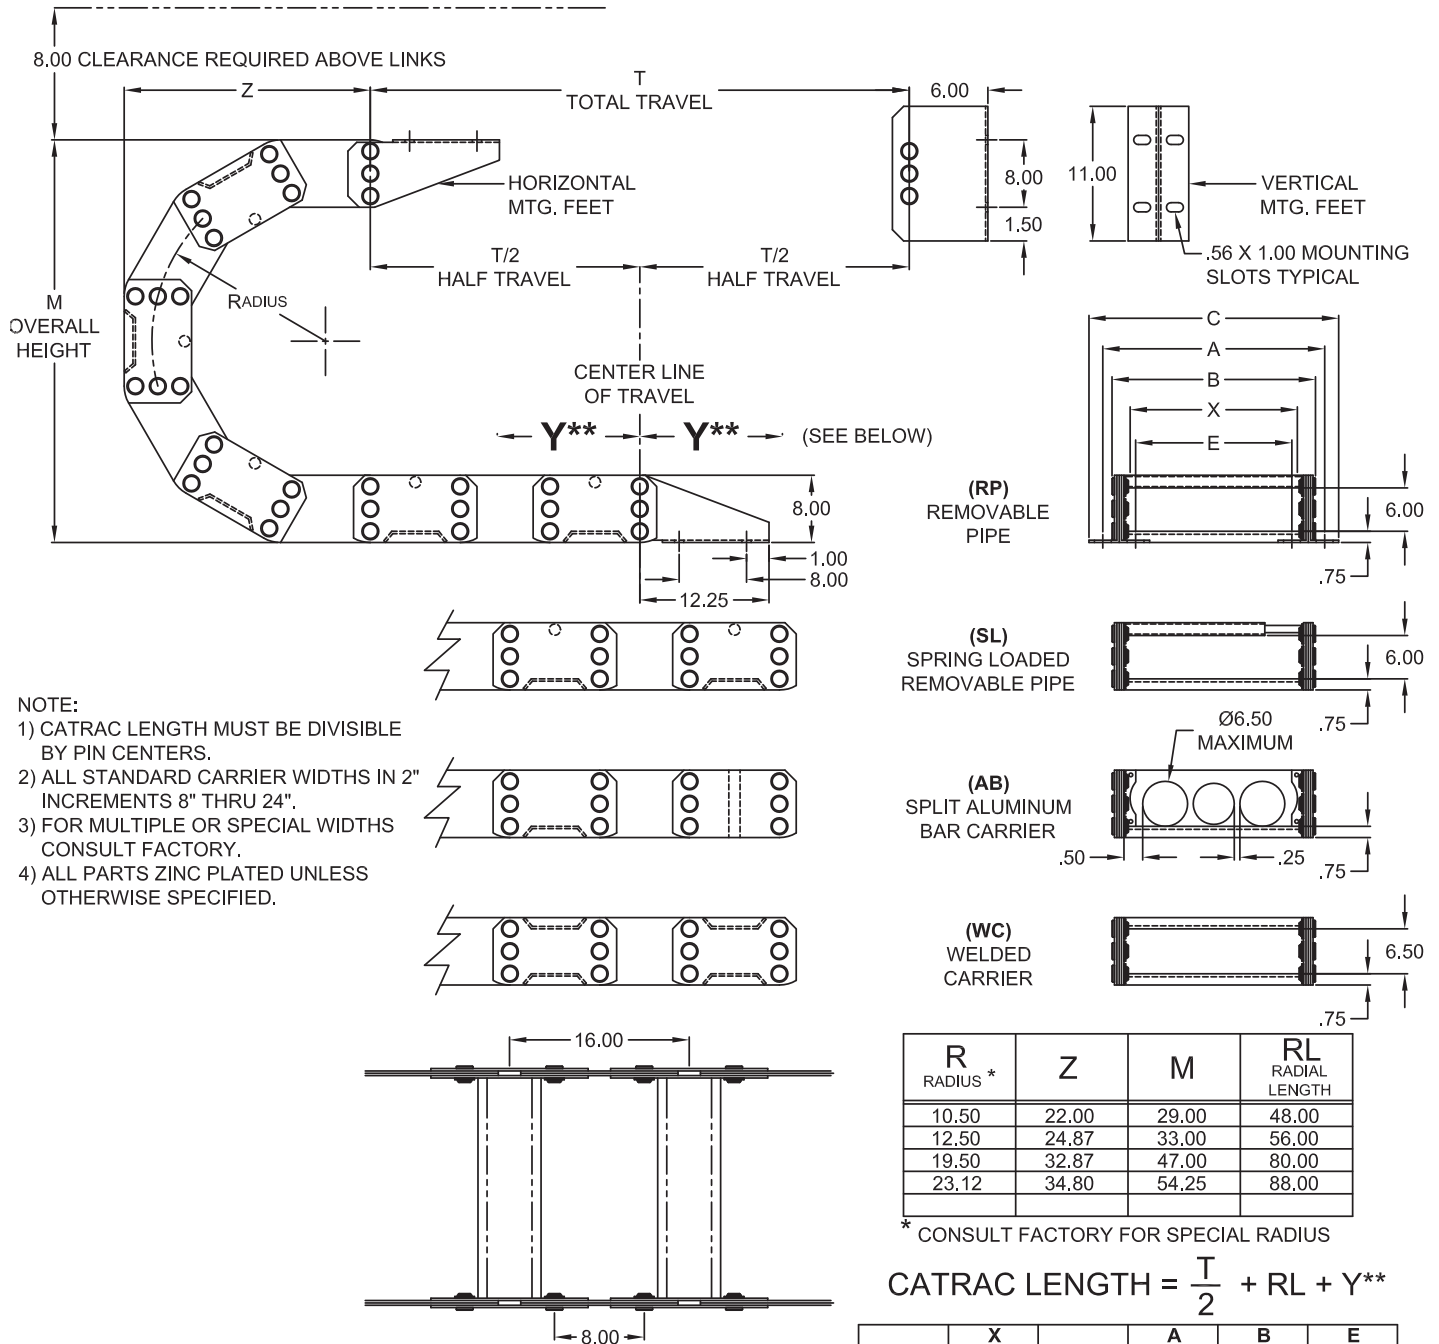 8.00 CLEARANCE REQUIRED ABOVE LINKS
Z
T
TOTAL TRAVEL
6.00
HORIZONTAL
MTG. FEET
8.00
1.50
11.00
VERTICAL
MTG. FEET
.56 X 1.00 MOUNTING
SLOTS TYPICAL
T/2
HALF TRAVEL
T/2
HALF TRAVEL
M
OVERALL
HEIGHT
RADIUS
CENTER LINE
OF TRAVEL
Y** Y** (SEE BELOW)
8.00
1.00
8.00
12.25
C
A
B
X
E
(RP)
REMOVABLE
PIPE
6.00
.75
(SL)
SPRING LOADED
REMOVABLE PIPE
6.00
.75
NOTE:
1) CATRAC LENGTH MUST BE DIVISIBLE
BY PIN CENTERS.
2) ALL STANDARD CARRIER WIDTHS IN 2"
INCREMENTS 8" THRU 24".
3) FOR MULTIPLE OR SPECIAL WIDTHS
CONSULT FACTORY.
4) ALL PARTS ZINC PLATED UNLESS
OTHERWISE SPECIFIED.
Ø6.50
MAXIMUM
(AB)
SPLIT ALUMINUM
BAR CARRIER
.50
.25
.75
(WC)
WELDED
CARRIER
6.50
.75
16.00
8.00
R RADIUS * Z M RL RADIAL LENGTH
10.50 22.00 29.00 48.00
12.50 24.87 33.00 56.00
19.50 32.87 47.00 80.00
23.12 34.80 54.25 88.00
* CONSULT FACTORY FOR SPECIAL RADIUS
CATRAC LENGTH = T/2 + RL + Y**
X A B E